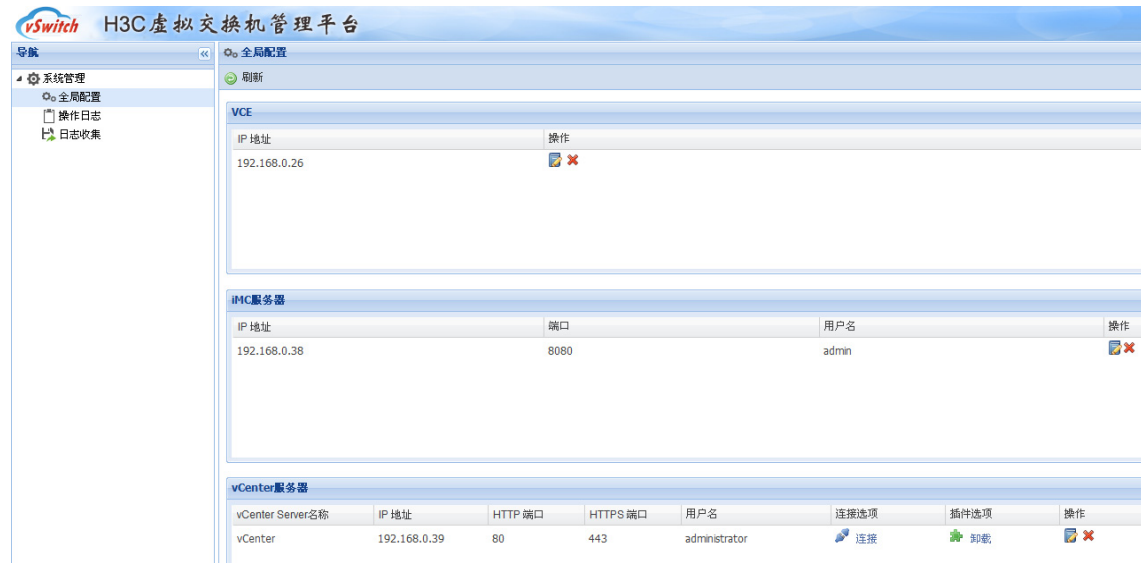 vSwitch H3C虚拟交换机管理平台
导航 全局配置
系统管理 刷新
全局配置
操作日志
日志收集
VCE
IP 地址 操作
192.168.0.26
iMC服务器
IP 地址 端口 用户名 操作
192.168.0.38 8080 admin
vCenter服务器
vCenter Server名称 IP 地址 HTTP 端口 HTTPS 端口 用户名 连接选项 插件选项 操作
vCenter 192.168.0.39 80 443 administrator 连接 卸载